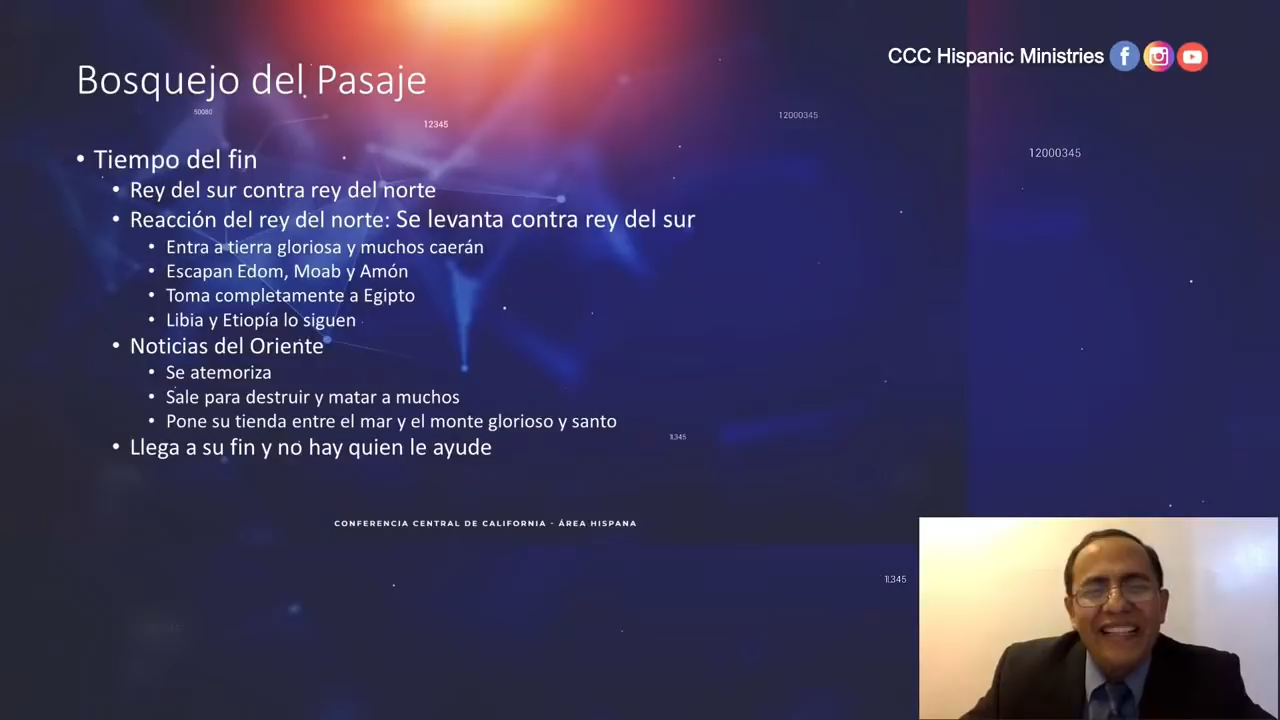 CCC Hispanic Ministries
Bosquejo del Pasaje
50080
12345
12000345
12000345
• Tiempo del fin
• Rey del sur contra rey del norte
• Reacción del rey del norte: Se levanta contra rey del sur
• Entra a tierra gloriosa y muchos caerán
• Escapan Edom, Moab y Amón
• Toma completamente a Egipto
• Libia y Etiopía lo siguen
• Noticias del Oriente
• Se atemoriza
• Sale para destruir y matar a muchos
• Pone su tienda entre el mar y el monte glorioso y santo
1L345
• Llega a su fin y no hay quien le ayude
CONFERENCIA CENTRAL DE CALIFORNIA - ÁREA HISPANA
1L345